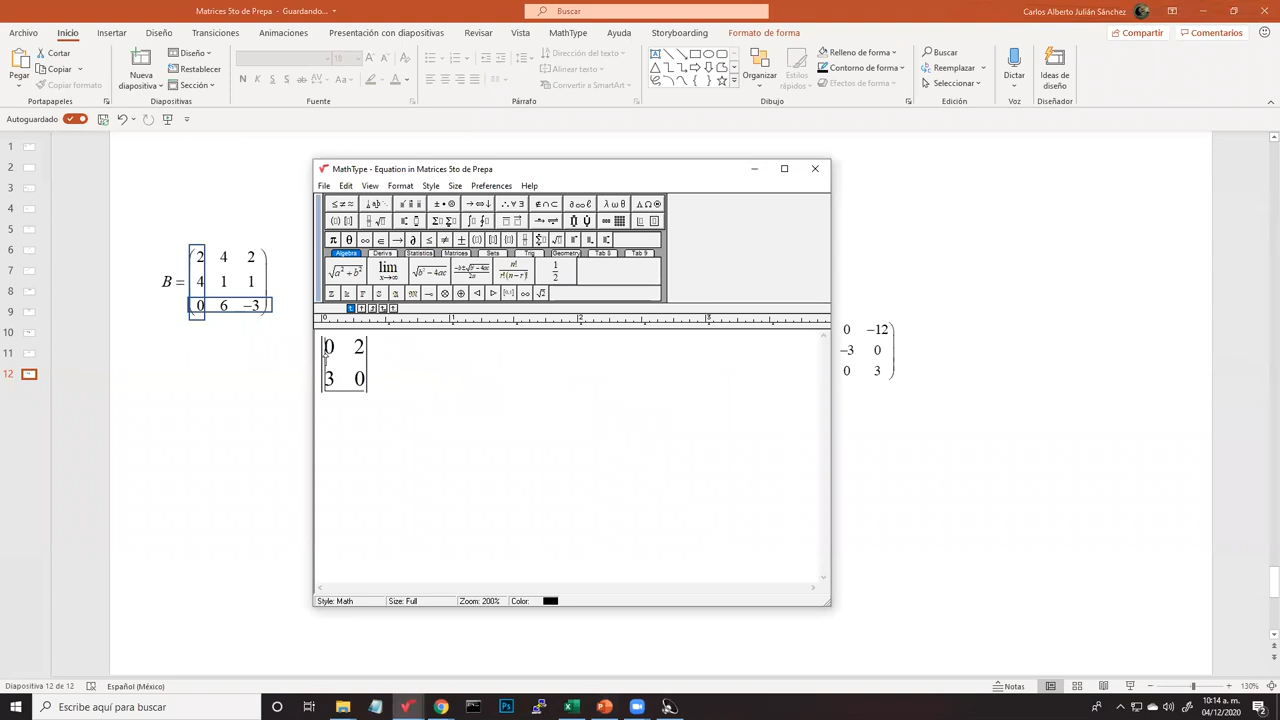 Matrices 5to de Prepa - Guardando...
Buscar
Carlos Alberto Julián Sánchez
Archivo Inicio Insertar Diseño Transiciones Animaciones Presentación con diapositivas Revisar Vista MathType Ayuda Storyboarding Formato de forma Compartir Comentarios
Pegar
Cortar
Copiar
Copiar formato
Portapapeles
Nueva diapositiva
Diseño
Restablecer
Sección
Diapositivas
18
N K S
Fuente
Párrafo
Dirección del texto
Alinear texto
Convertir a SmartArt
Organizar
Estilos rápidos
Relleno de forma
Contorno de forma
Efectos de forma
Dibujo
Buscar
Reemplazar
Seleccionar
Edición
Dictar
Voz
Ideas de diseño
Diseñador
Autoguardado
1
2
3
4
5
6
7
8
9
10
11
12
B =
2 4 2
4 1 1
0 6 −3
MathType - Equation in Matrices 5to de Prepa
File Edit View Format Style Size Preferences Help
Algebra Derivs Statistics Matrices Sets Trig Geometry Tab 8 Tab 9
0 1 2 3
0 2
3 0
Style: Math Size: Full Zoom: 200% Color:
0 −12
−3 0
0 3
Diapositiva 12 de 12 Español (México) Notas 130%
Escribe aquí para buscar
10:14 a.m.
04/12/2020